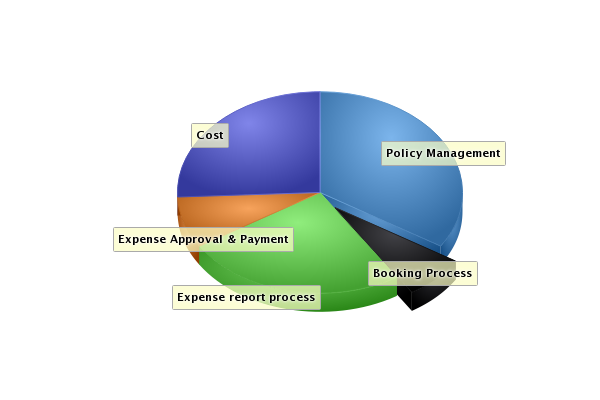 Cost
Policy Management
Expense Approval & Payment
Booking Process
Expense report process